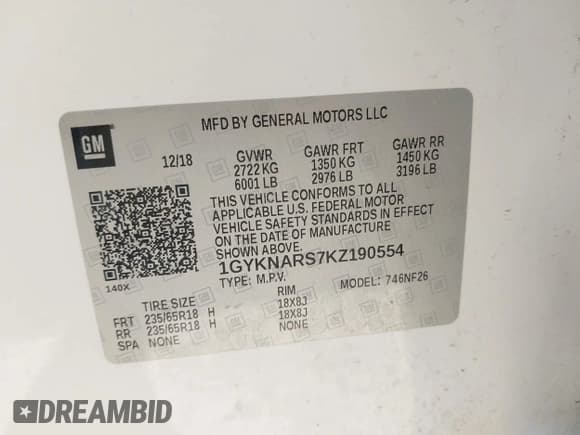 GM
MFD BY GENERAL MOTORS LLC
12/18
GVWR GAWR FRT GAWR RR
2722 KG 1350 KG 1450 KG
6001 LB 2976 LB 3196 LB
THIS VEHICLE CONFORMS TO ALL
APPLICABLE U.S. FEDERAL MOTOR
VEHICLE SAFETY STANDARDS IN EFFECT
ON THE DATE OF MANUFACTURE
SHOWN ABOVE.
140X
1GYKNARS7KZ190554
TYPE: M.P.V. MODEL: 746NF26
TIRE SIZE RIM
FRT 235/65R18 H 18X8J
RR 235/65R18 H 18X8J
SPA NONE NONE
DREAMBID